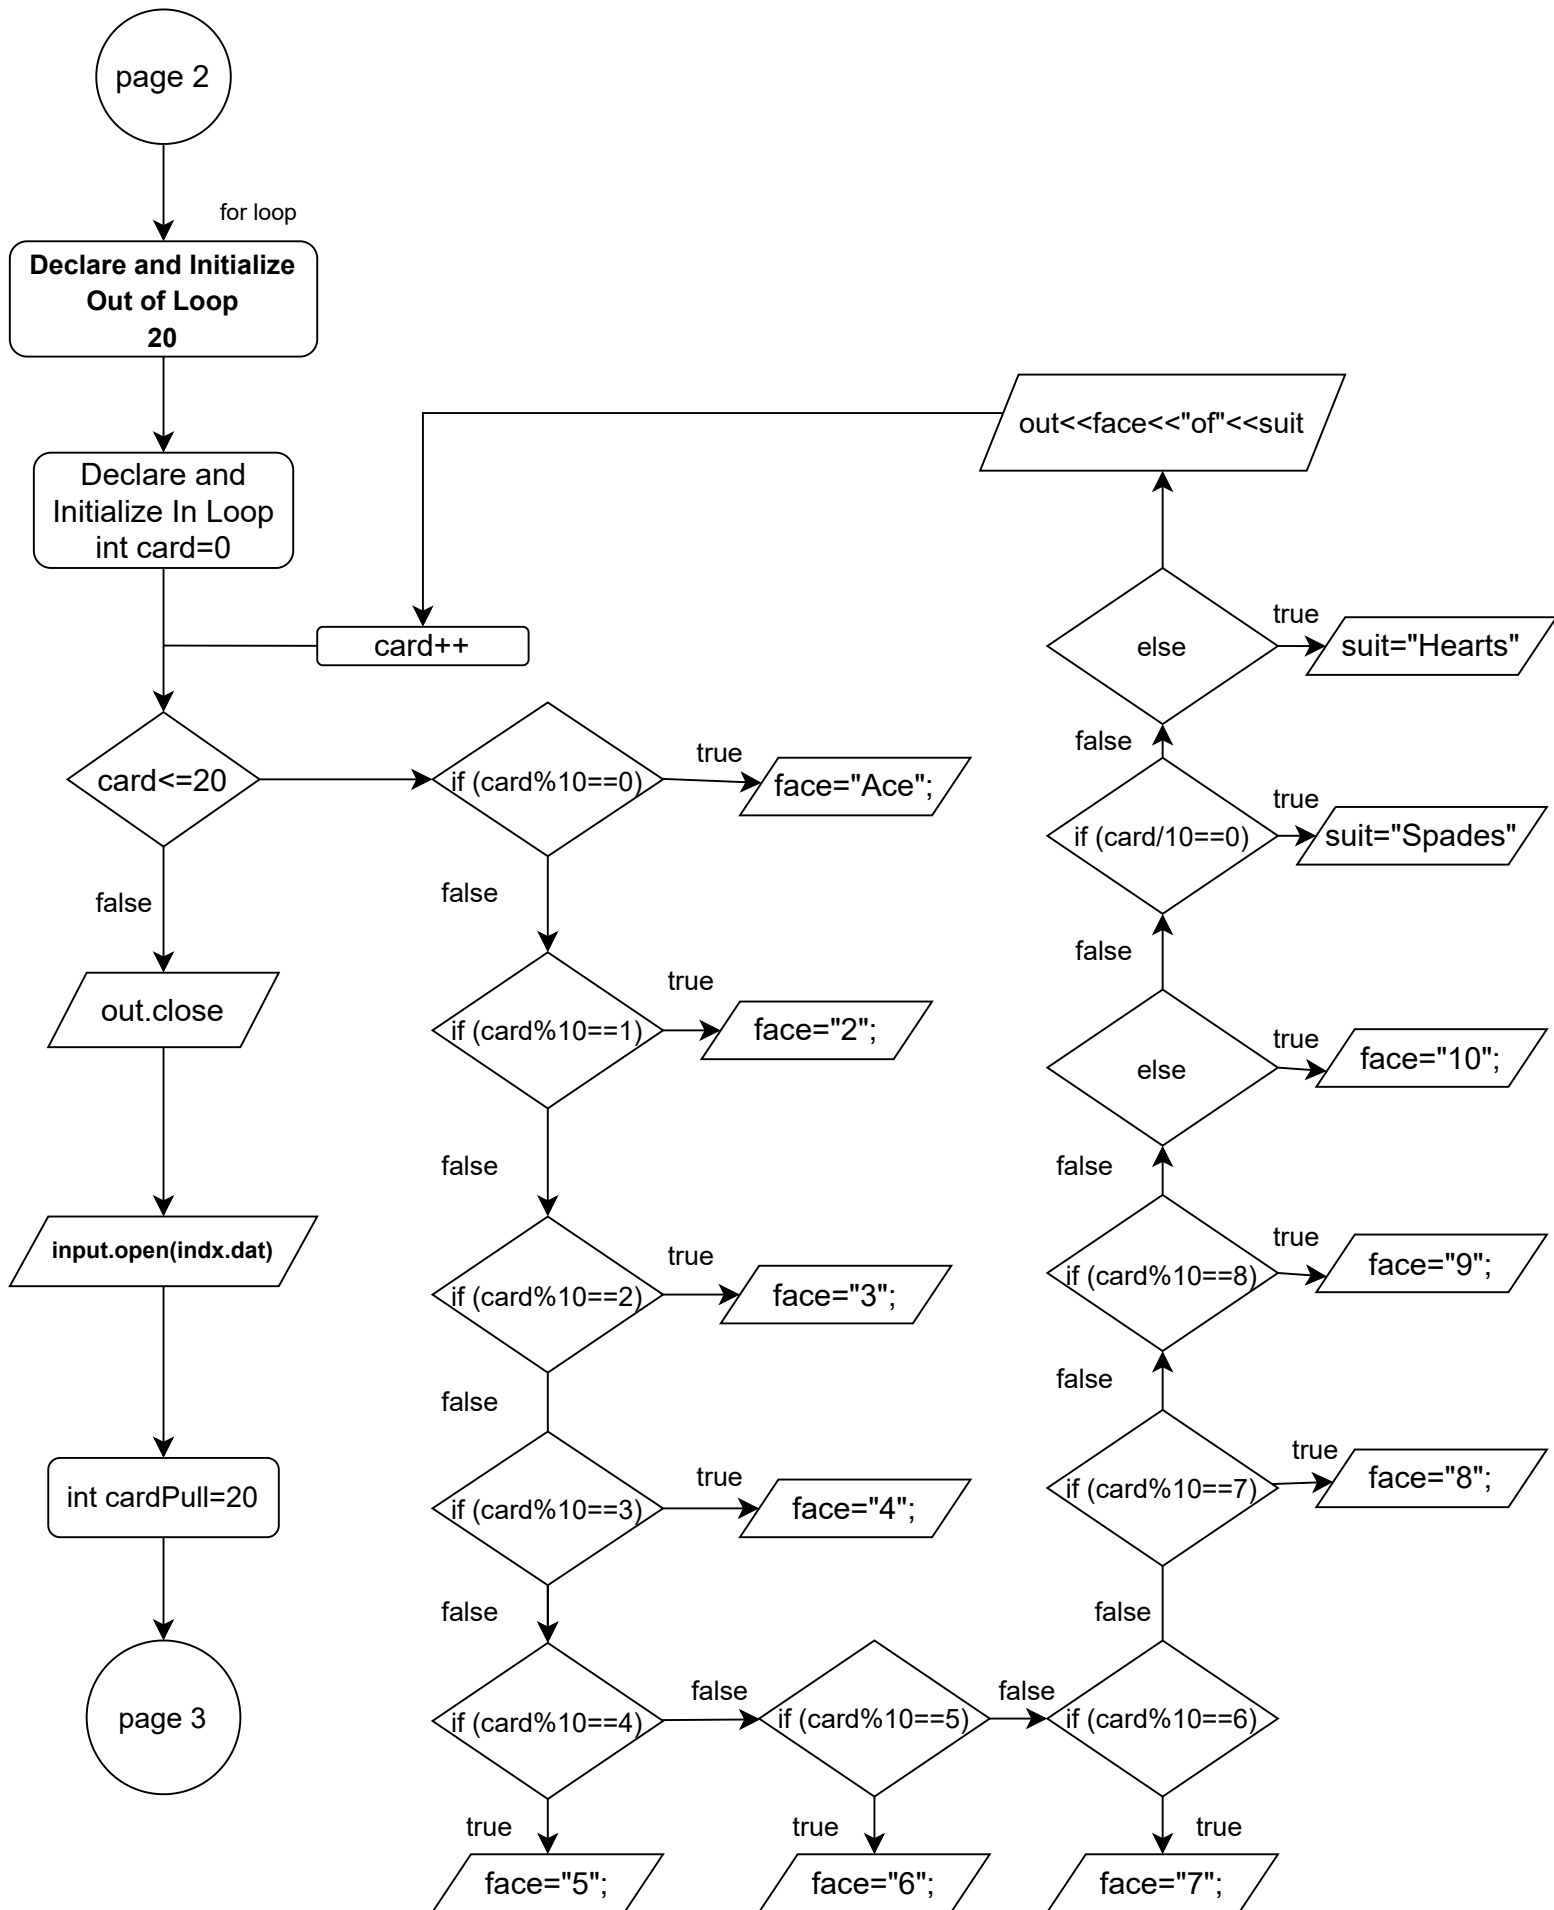 page 2
for loop
Declare and Initialize
Out of Loop
20
Declare and
Initialize In Loop
int card=0
card++
card<=20
false
out.close
input.open(indx.dat)
int cardPull=20
page 3
if (card%10==0)
true
face="Ace";
false
if (card%10==1)
true
face="2";
false
if (card%10==2)
true
face="3";
false
if (card%10==3)
true
face="4";
false
if (card%10==4)
true
face="5";
false
if (card%10==5)
true
face="6";
false
if (card%10==6)
true
face="7";
false
if (card%10==7)
true
face="8";
false
if (card%10==8)
true
face="9";
false
else
true
face="10";
false
if (card/10==0)
true
suit="Spades"
false
else
true
suit="Hearts"
out<<face<<"of"<<suit